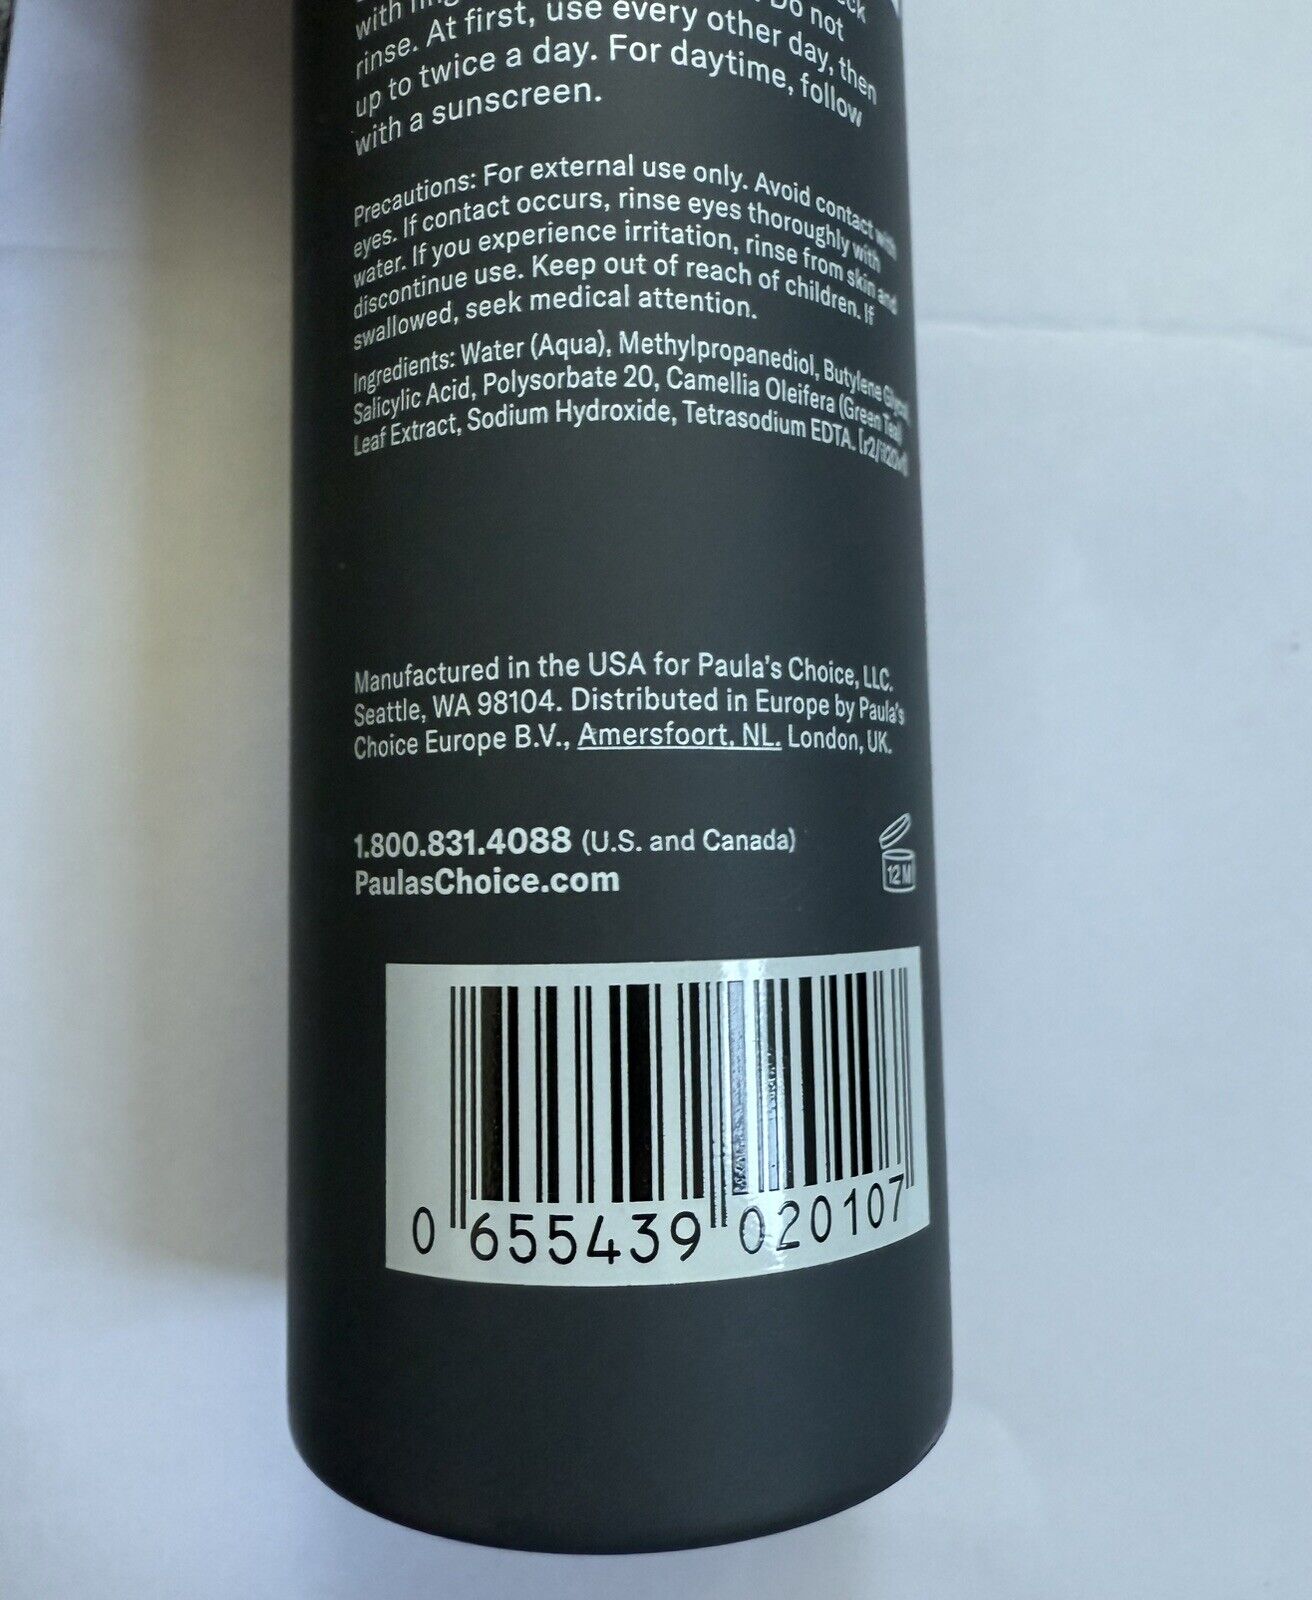 with
Do not
rinse. At first, use every other day, then
up to twice a day. For daytime, follow
with a sunscreen.
Precautions: For external use only. Avoid contact with
eyes. If contact occurs, rinse eyes thoroughly with
water. If you experience irritation, rinse from skin and
discontinue use. Keep out of reach of children. If
swallowed, seek medical attention.
Ingredients: Water (Aqua), Methylpropanediol, Butylene Glycol,
Salicylic Acid, Polysorbate 20, Camellia Oleifera (Green Tea)
Leaf Extract, Sodium Hydroxide, Tetrasodium EDTA.
Manufactured in the USA for Paula's Choice, LLC.
Seattle, WA 98104. Distributed in Europe by Paula's
Choice Europe B.V., Amersfoort, NL. London, UK.
1.800.831.4088 (U.S. and Canada)
PaulasChoice.com
12 M
0 655439 020107